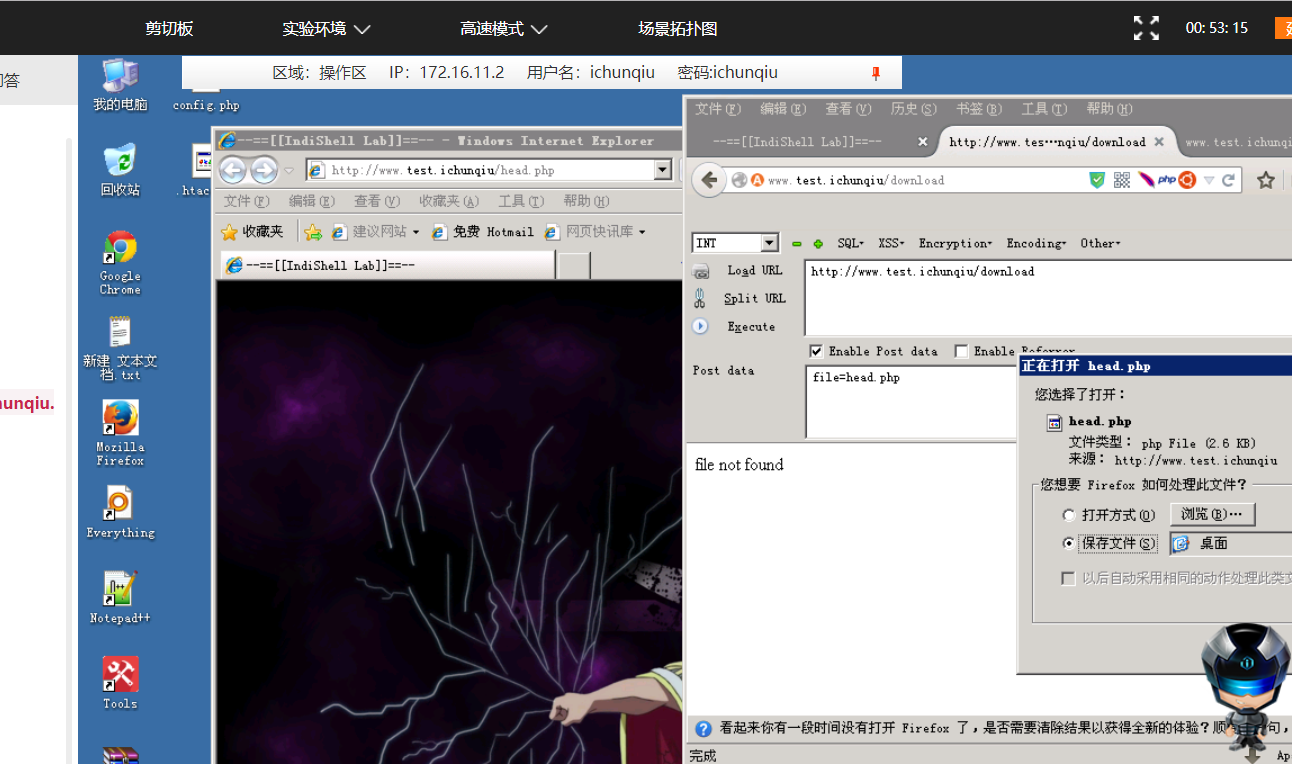 剪切板 实验环境 高速模式 场景拓扑图 00: 53: 15
区域: 操作区 IP: 172.16.11.2 用户名: ichunqiu 密码:ichunqiu
我的电脑
config.php
回收站
.htac
Google
Chrome
新建 文本文
档.txt
hunqiu.
Mozilla
Firefox
Everything
Notepad++
Tools
--==[[IndiShell Lab]]==-- - Windows Internet Explorer
http://www.test.ichunqiu/head.php
文件(F) 编辑(E) 查看(V) 收藏夹(A) 工具(T) 帮助(H)
收藏夹 建议网站 免费 Hotmail 网页快讯库
--==[[IndiShell Lab]]==--
文件(F) 编辑(E) 查看(V) 历史(S) 书签(B) 工具(T) 帮助(H)
--==[[IndiShell Lab]]==-- http://www.tes…nqiu/download www.test.ichunqi
www.test.ichunqiu/download php
INT SQL XSS Encryption Encoding Other
Load URL http://www.test.ichunqiu/download
Split URL
Execute
Enable Post data Enable Referrer
Post data file=head.php
file not found
正在打开 head.php
您选择了打开：
head.php
文件类型： php File (2.6 KB)
来源： http://www.test.ichunqiu
您想要 Firefox 如何处理此文件？
打开方式(O) 浏览(B)…
保存文件(S) 桌面
以后自动采用相同的动作处理此类文
看起来你有一段时间没有打开 Firefox 了，是否需要清除结果以获得全新的体验？顺
完成 Ap